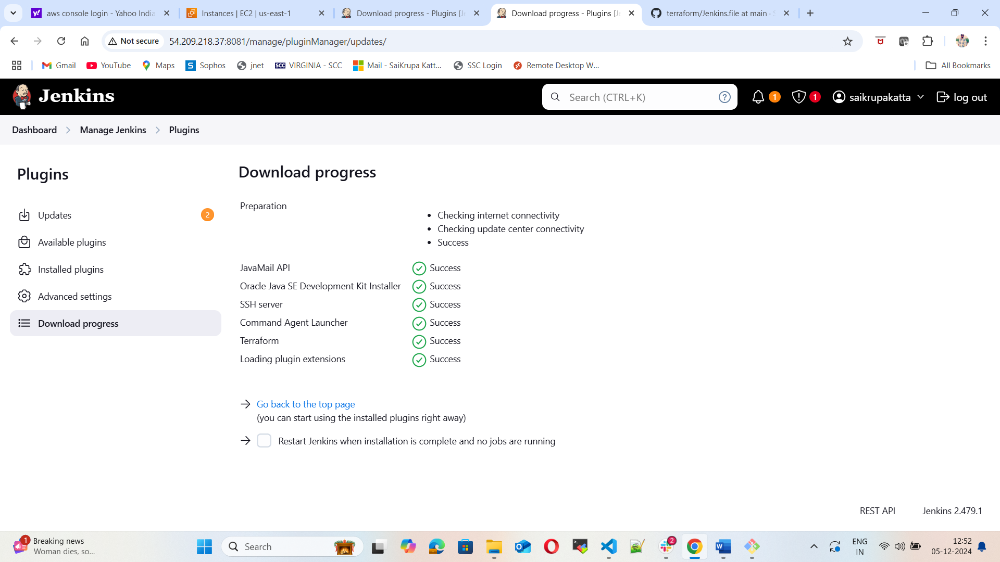 aws console login - Yahoo India
Instances | EC2 | us-east-1
Download progress - Plugins [Je
Download progress - Plugins [Je
terraform/Jenkins.file at main · S
Not secure
54.209.218.37:8081/manage/pluginManager/updates/
Gmail
YouTube
Maps
Sophos
jnet
SCC VIRGINIA - SCC
Mail - SaiKrupa Katt...
SSC Login
Remote Desktop W...
All Bookmarks
Jenkins
Search (CTRL+K)
?
1
1
saikrupakatta
log out
Dashboard
Manage Jenkins
Plugins
Plugins
Updates
2
Available plugins
Installed plugins
Advanced settings
Download progress
Download progress
Preparation
• Checking internet connectivity
• Checking update center connectivity
• Success
JavaMail API Success
Oracle Java SE Development Kit Installer Success
SSH server Success
Command Agent Launcher Success
Terraform Success
Loading plugin extensions Success
→ Go back to the top page
(you can start using the installed plugins right away)
→ Restart Jenkins when installation is complete and no jobs are running
REST API
Jenkins 2.479.1
1
Breaking news
Woman dies, so...
Search
2
ENG
IN
12:52
05-12-2024